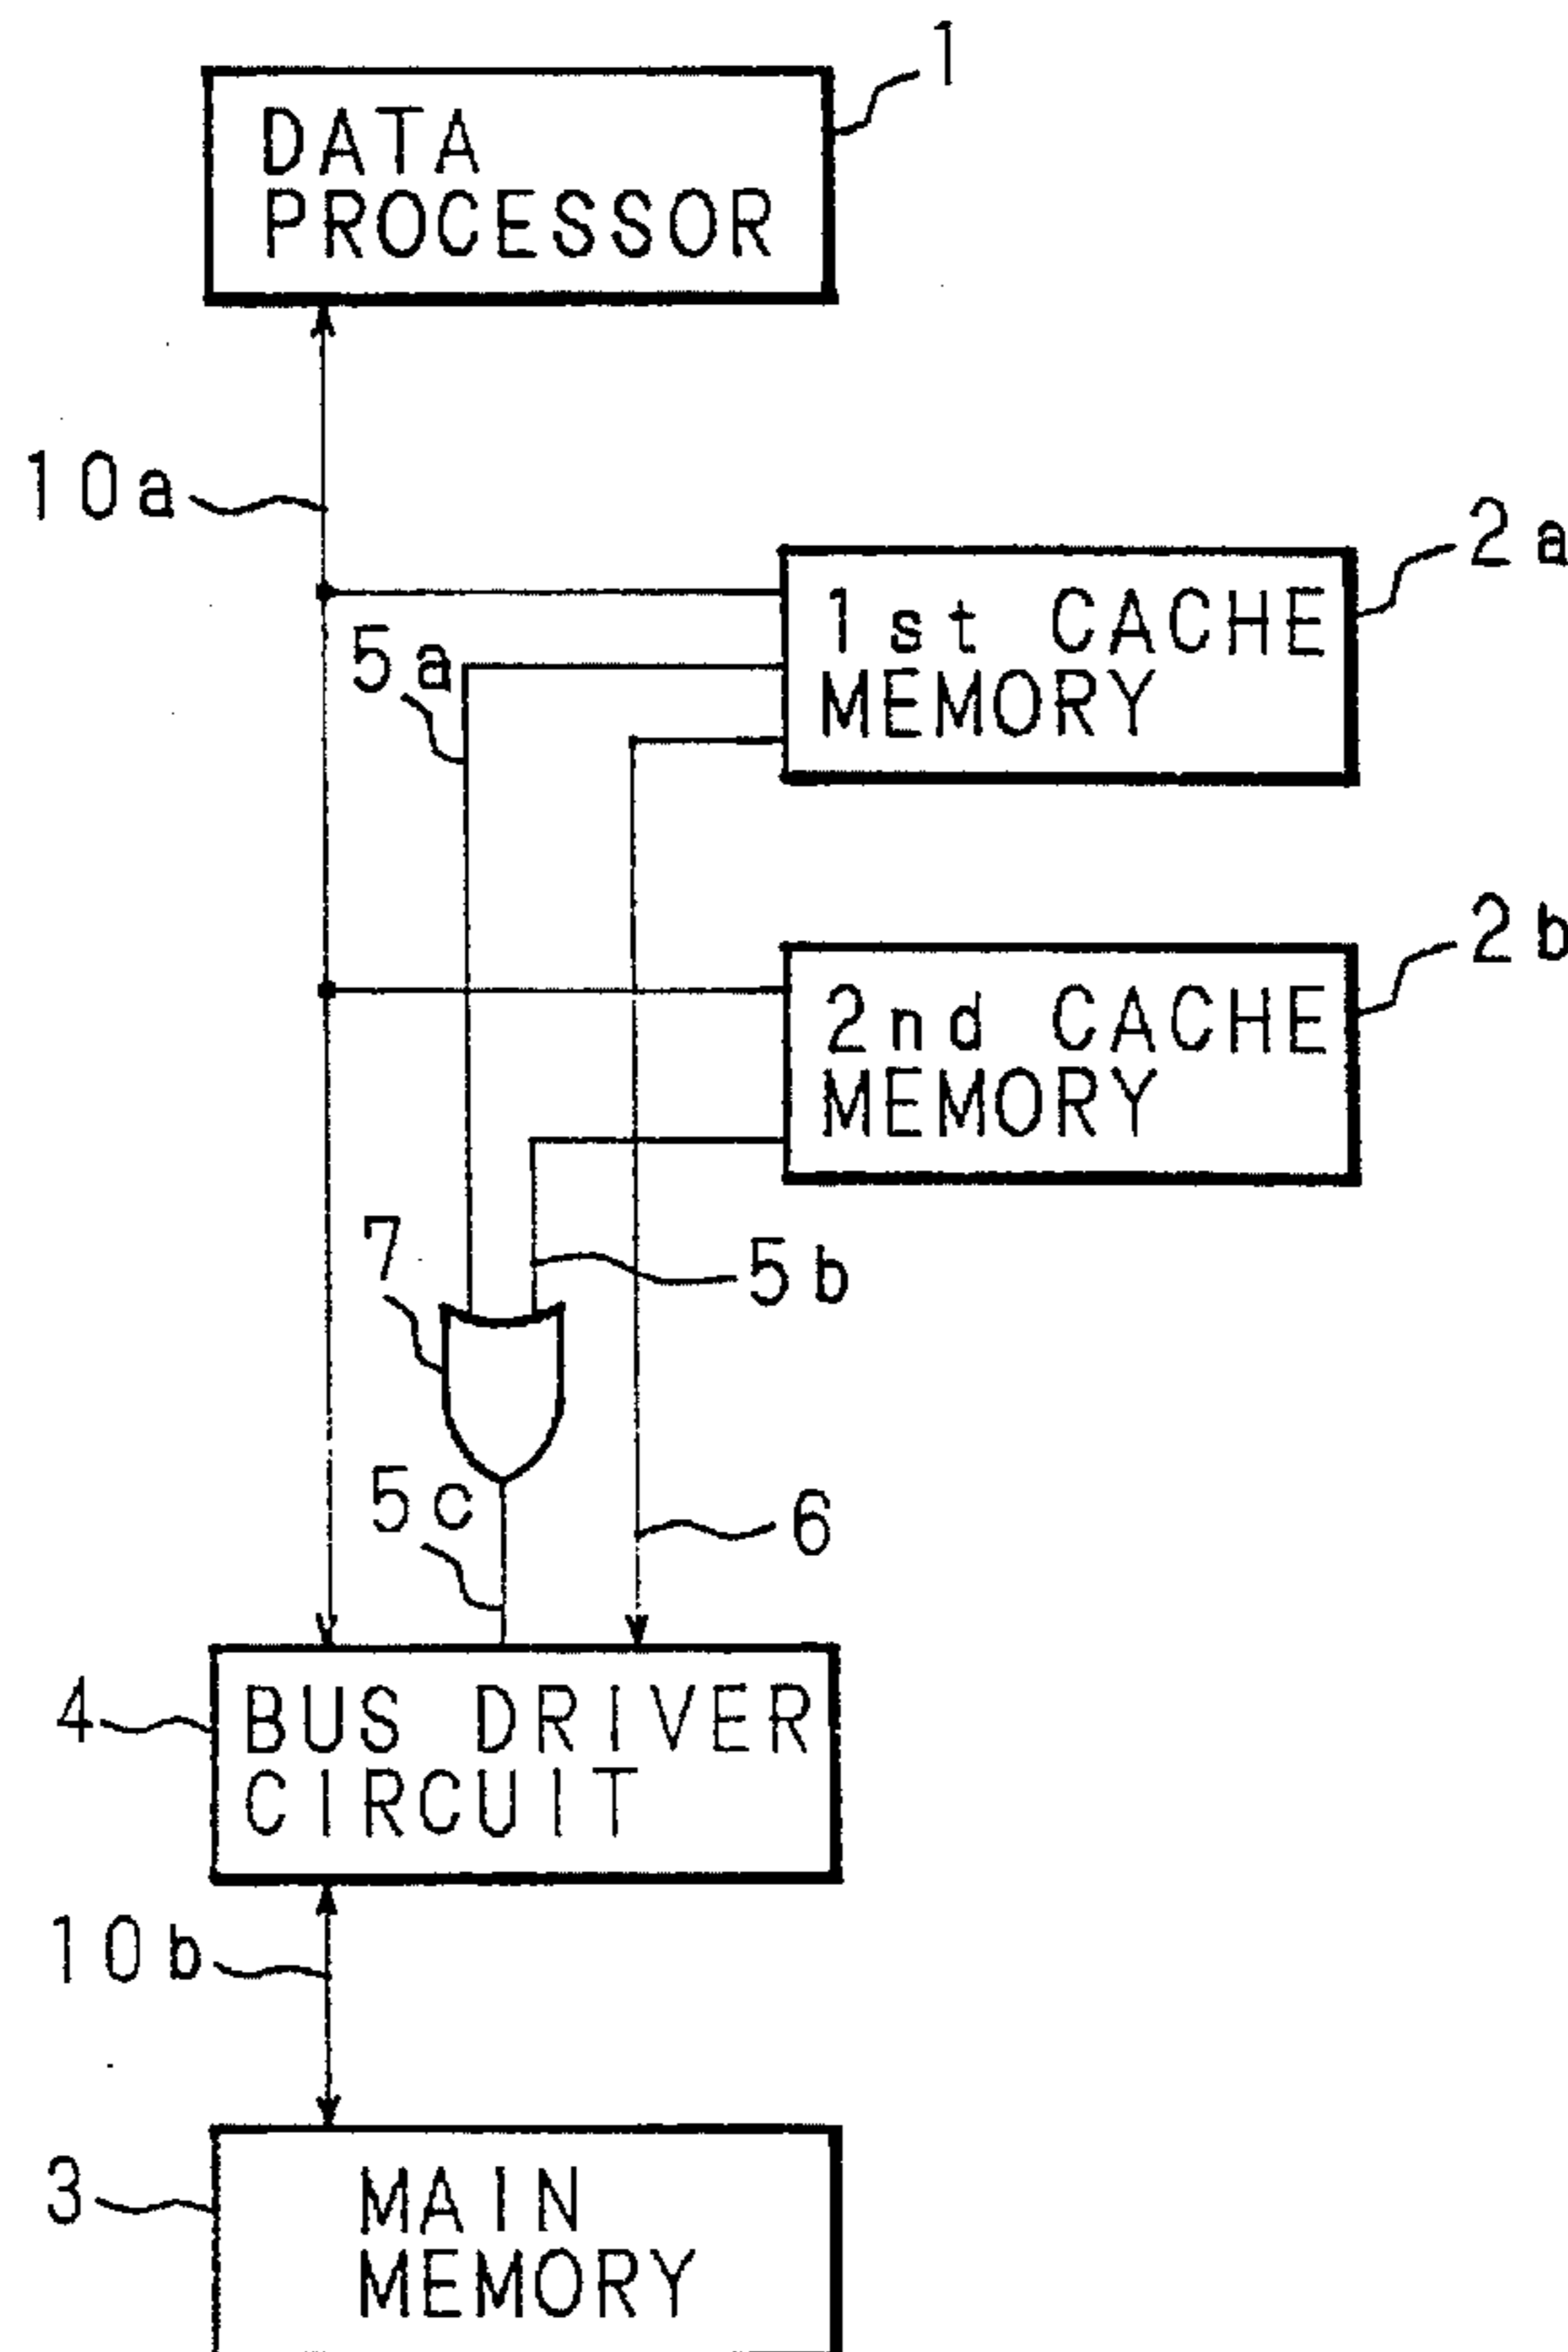 1
DATA
PROCESSOR
10a
2a
1st CACHE
MEMORY
5a
2b
2nd CACHE
MEMORY
7
5b
5c
6
4
BUS DRIVER
CIRCUIT
10b
3
MAIN
MEMORY